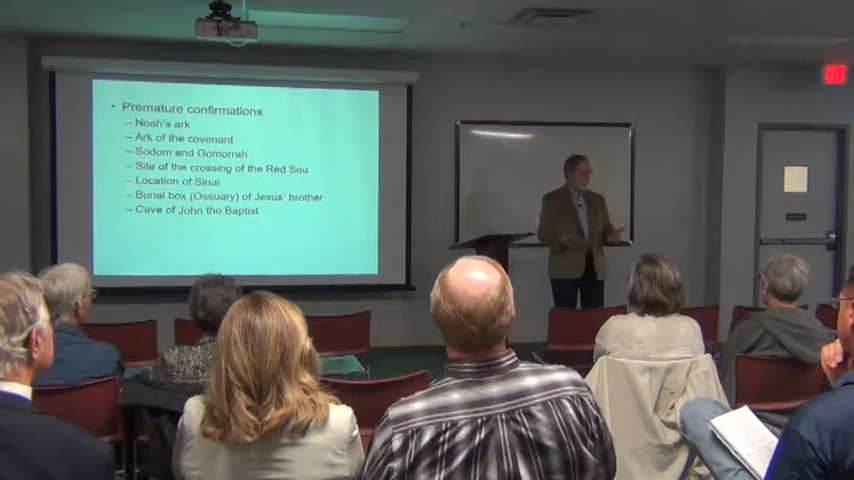 • Premature confirmations
– Noah's ark
– Ark of the covenant
– Sodom and Gomorrah
– Site of the crossing of the Red Sea
– Location of Sinai
– Burial box (Ossuary) of Jesus' brother
– Cave of John the Baptist
EXIT